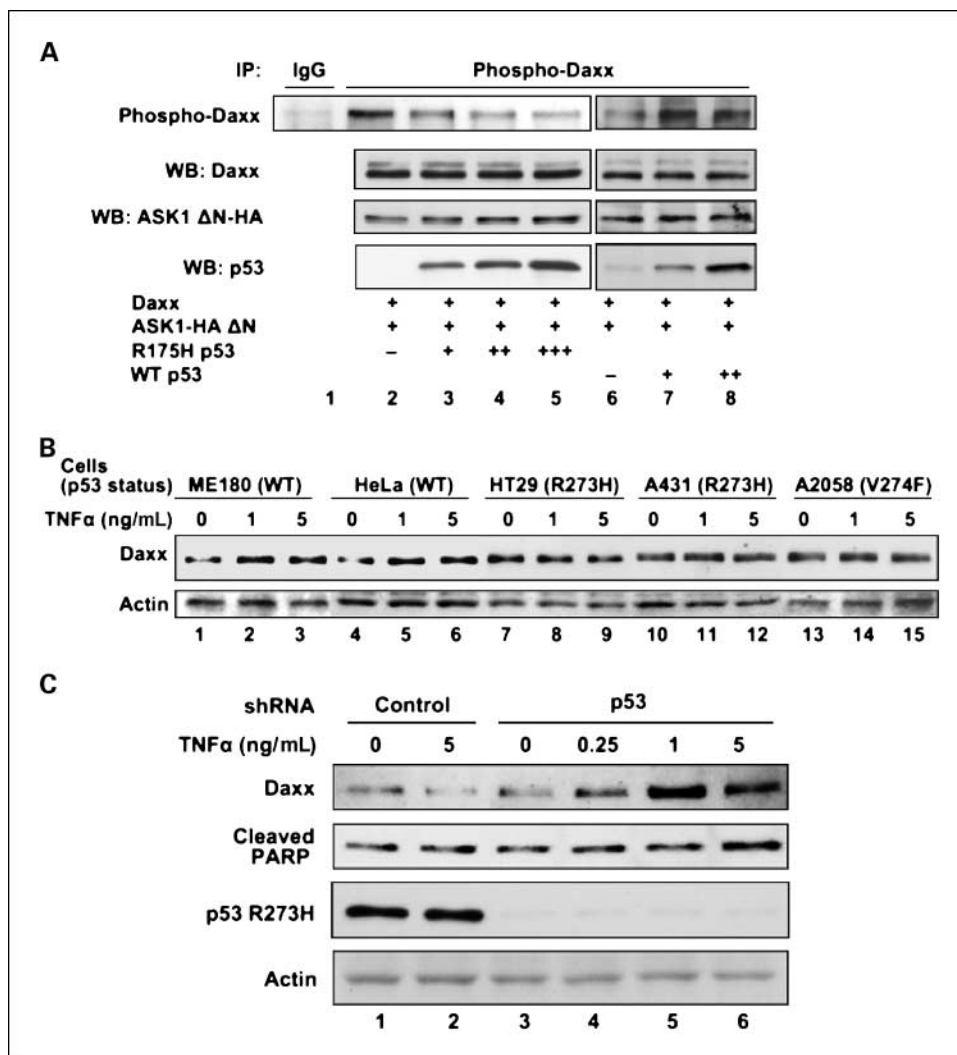 A
IP: IgG Phospho-Daxx
Phospho-Daxx
WB: Daxx
WB: ASK1 ΔN-HA
WB: p53
Daxx + + + + + + +
ASK1-HA ΔN + + + + + + +
R175H p53 – + ++ +++
WT p53 – + ++
1 2 3 4 5 6 7 8
B
Cells
(p53 status) ME180 (WT) HeLa (WT) HT29 (R273H) A431 (R273H) A2058 (V274F)
TNFα (ng/mL) 0 1 5 0 1 5 0 1 5 0 1 5 0 1 5
Daxx
Actin
1 2 3 4 5 6 7 8 9 10 11 12 13 14 15
C
shRNA Control p53
TNFα (ng/mL) 0 5 0 0.25 1 5
Daxx
Cleaved
PARP
p53 R273H
Actin
1 2 3 4 5 6